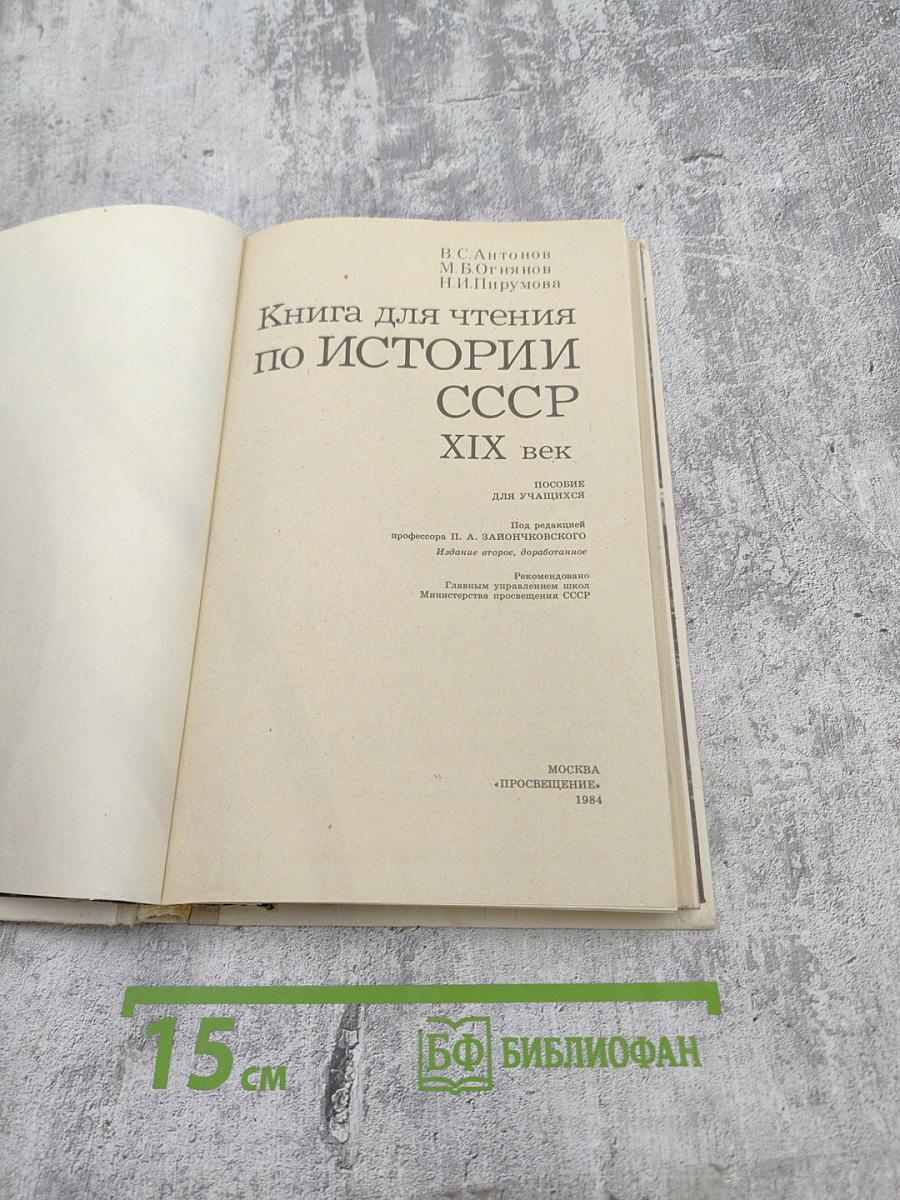 В.С.Антонов
М.Б.Огнянов
Н.И.Пирумова
Книга для чтения
по ИСТОРИИ
СССР
XIX век
ПОСОБИЕ
ДЛЯ УЧАЩИХСЯ
Под редакцией
профессора П. А. ЗАЙОНЧКОВСКОГО
Издание второе, доработанное
Рекомендовано
Главным управлением школ
Министерства просвещения СССР
МОСКВА
«ПРОСВЕЩЕНИЕ»
1984
15 см
БФ БИБЛИОФАН